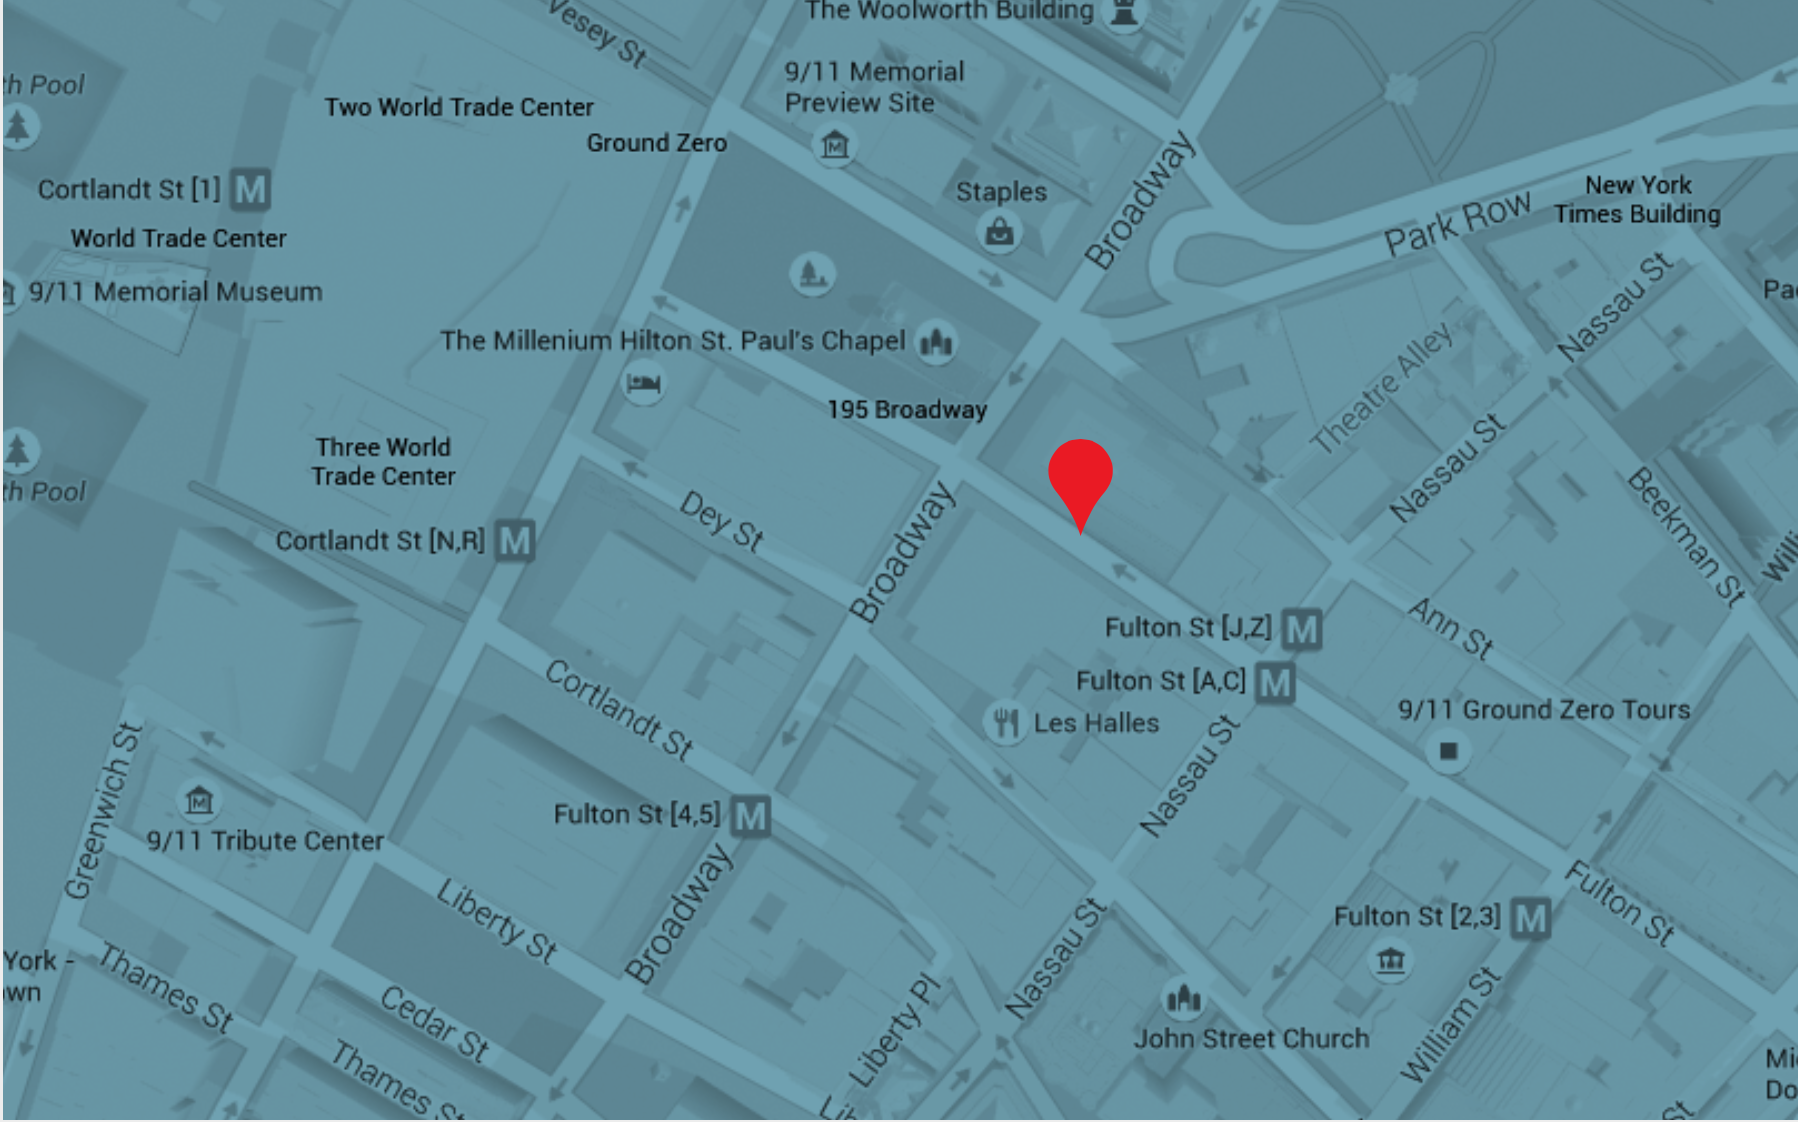 The Woolworth Building
Vesey St
9/11 Memorial
Preview Site
th Pool
Two World Trade Center
Ground Zero
Broadway
Staples
Cortlandt St [1] M
New York
Times Building
Park Row
World Trade Center
9/11 Memorial Museum
Nassau St
Pa
The Millenium Hilton
St. Paul's Chapel
Theatre Alley
195 Broadway
Three World
Trade Center
Nassau St
th Pool
Dey St
Beekman St
Cortlandt St [N,R] M
Broadway
Willi
Ann St
Fulton St [J,Z] M
Fulton St [A,C] M
Cortlandt St
Les Halles
9/11 Ground Zero Tours
Nassau St
Greenwich St
Fulton St [4,5] M
9/11 Tribute Center
Broadway
Liberty St
Fulton St
Fulton St [2,3] M
Nassau St
York -
wn
Thames St
Cedar St
Liberty Pl
William St
John Street Church
Thames St
Mi
Do
Lib
St